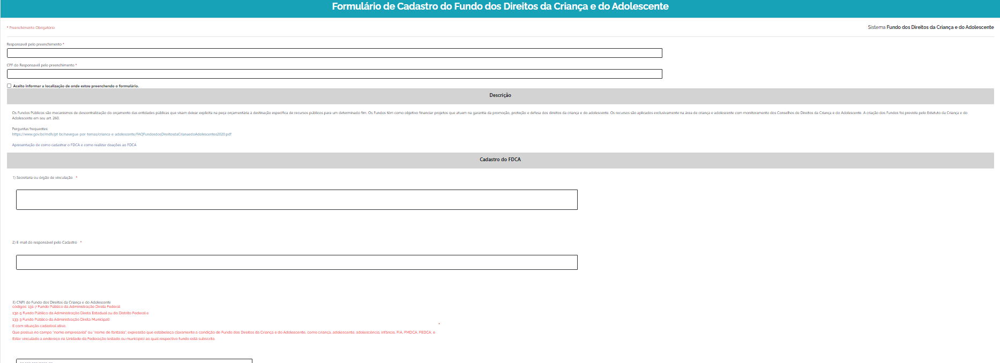 Formulário de Cadastro do Fundo dos Direitos da Criança e do Adolescente
* Preenchimento Obrigatório
Sistema Fundo dos Direitos da Criança e do Adolescente
Responsavél pelo preenchimento *
CPF do Responsavél pelo preenchimento *
Aceito informar a localização de onde estou preenchendo o formulário.
Descrição
Os Fundos Públicos são mecanismos de descentralização do orçamento das entidades públicas que visam deixar explícita na peça orçamentária à destinação específica de recursos públicos para um determinado fim. Os Fundos têm como objetivo financiar projetos que atuem na garantia da promoção, proteção e defesa dos direitos da criança e do adolescente. Os recursos são aplicados exclusivamente na área de criança e adolescente com monitoramento dos Conselhos de Direitos da Criança e do Adolescente. A criação dos Fundos foi prevista pelo Estatuto da Criança e do
Adolescente em seu art. 260.
Perguntas frequentes:
https://www.gov.br/mdh/pt-br/navegue-por-temas/crianca-e-adolescente/FAQFundosdosDireitosdaCrianaedoAdolescentes2020.pdf
Apresentação de como cadastrar o FDCA e como realizar doações ao FDCA
Cadastro do FDCA
1) Secretaria ou órgão de vinculação *
2) E-mail do responsável pelo Cadastro *
3) CNPJ do Fundo dos Direitos da Criança e do Adolescente
códigos: 131-7 Fundo Público da Administração Direta Federal
132-5 Fundo Público da Administração Direta Estadual ou do Distrito Federal e
133-3 Fundo Público da Administração Direta Municipal)
E com situação cadastral ativa;
*
Que possua no campo "nome empresarial" ou "nome de fantasia", expressão que estabeleça claramente a condição de Fundo dos Direitos da Criança e do Adolescente, como criança, adolescente, adolescência, infância, FIA, FMDCA, FEDCA, e
Estar vinculado a endereço na Unidade da Federação (estado ou município) ao qual respectivo fundo está subscrito.